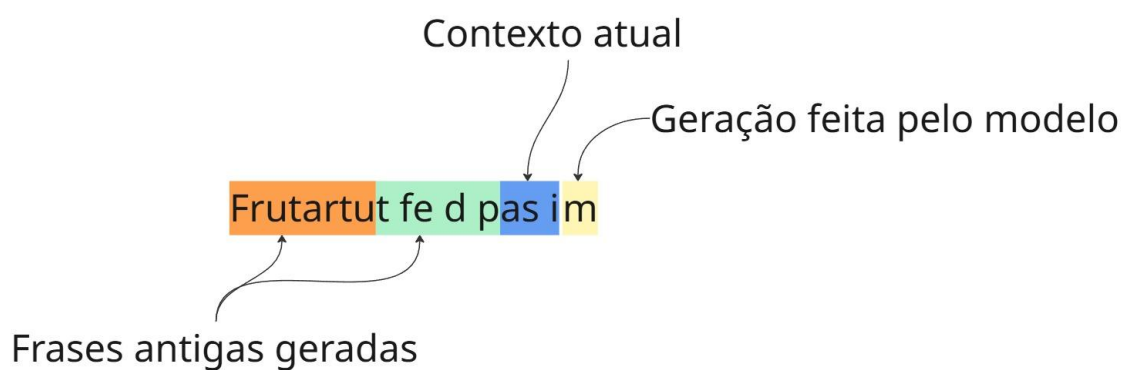 Contexto atual
Geração feita pelo modelo
Frutartut fe d pas im
Frases antigas geradas